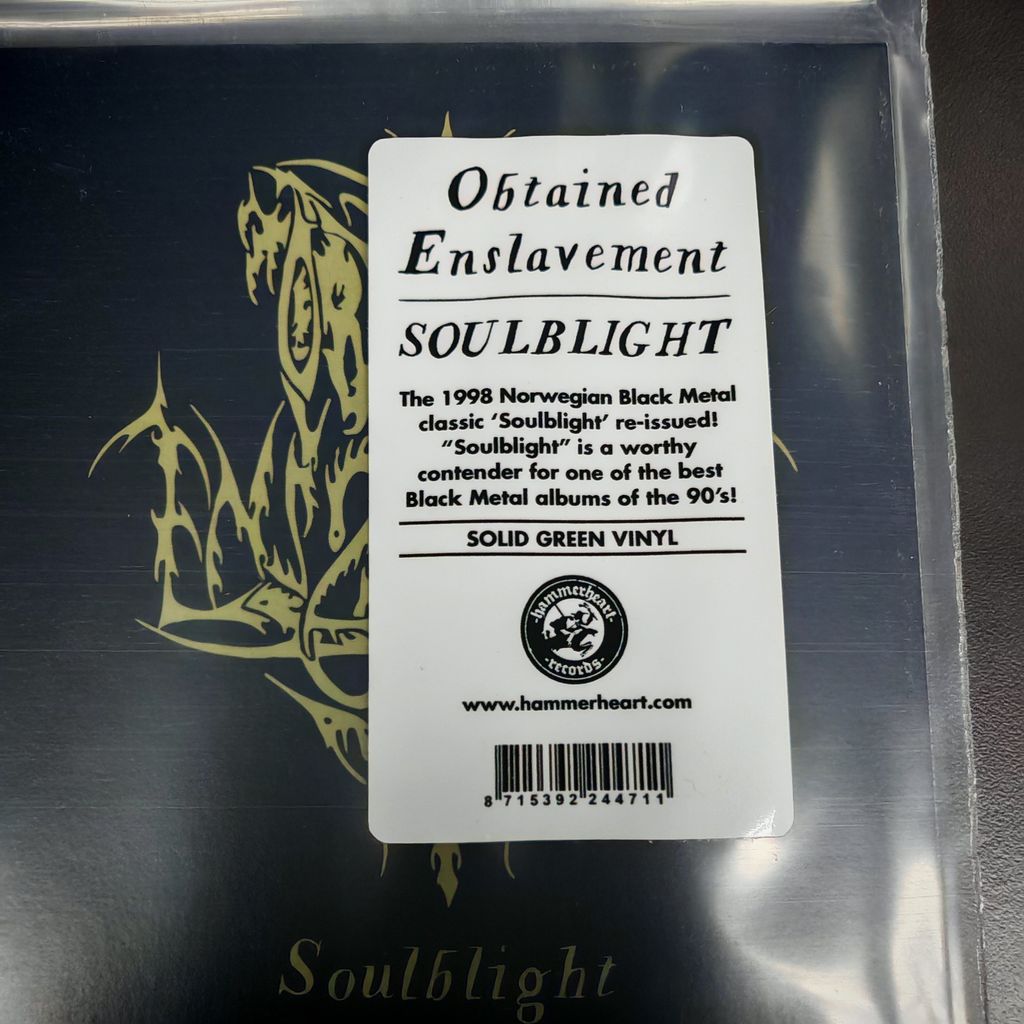 Obtained
Enslavement
SOULBLIGHT
The 1998 Norwegian Black Metal
classic ‘Soulblight’ re-issued!
“Soulblight” is a worthy
contender for one of the best
Black Metal albums of the 90’s!
SOLID GREEN VINYL
-hammerheart-
-records-
www.hammerheart.com
8 715392 244711
Soulblight